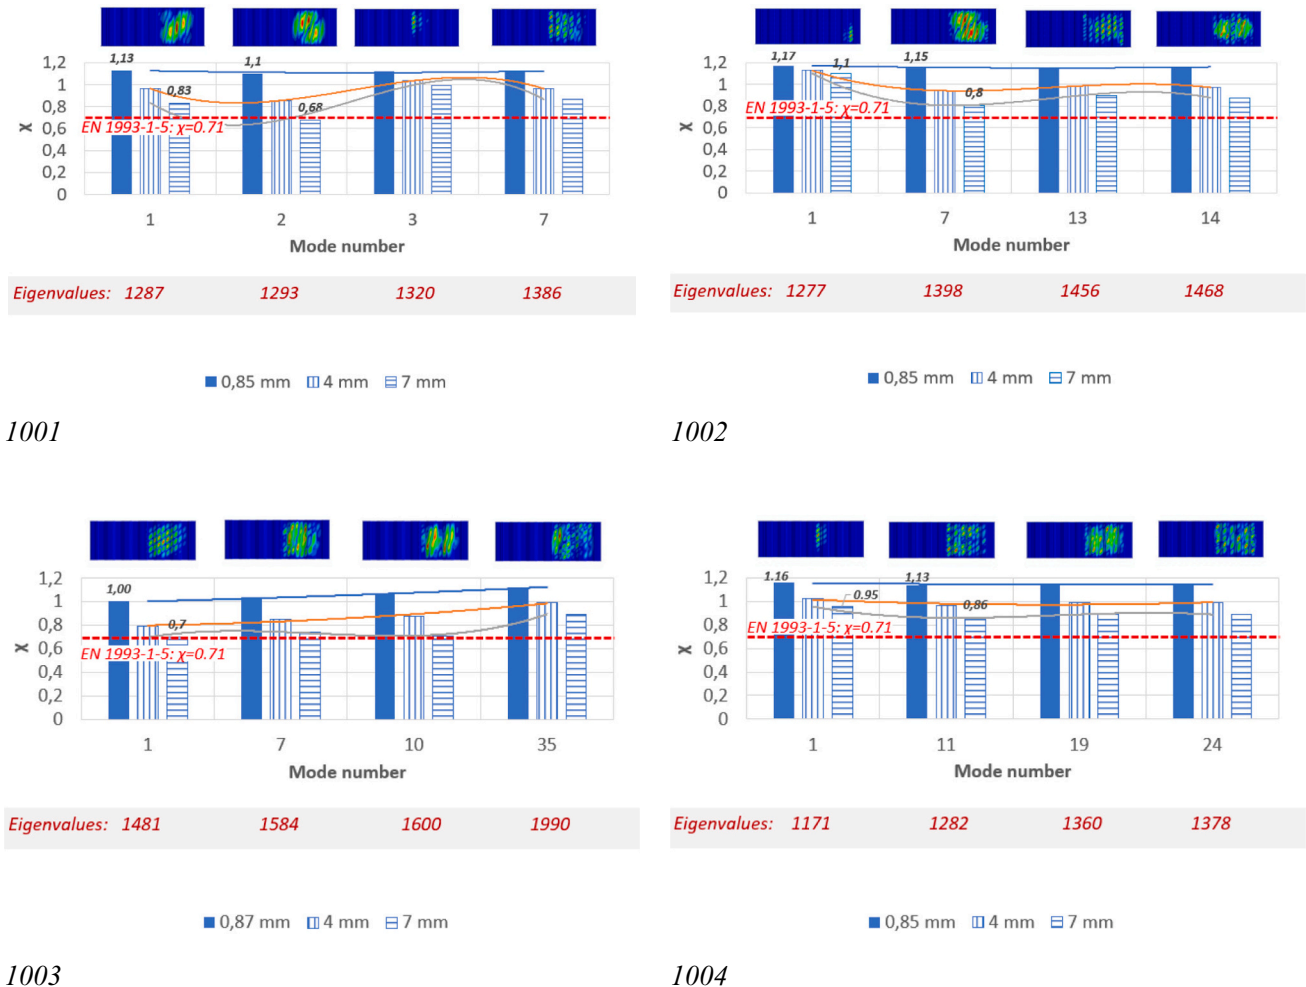 1,13
1,1
0,83
0,68
EN 1993-1-5: χ=0.71
1,2
1
0,8
0,6
0,4
0,2
0
χ
1 2 3 7
Mode number
Eigenvalues: 1287 1293 1320 1386
0,85 mm 4 mm 7 mm
1001
1,17
1,1
1,15
0,8
EN 1993-1-5: χ=0.71
1,2
1
0,8
0,6
0,4
0,2
0
χ
1 7 13 14
Mode number
Eigenvalues: 1277 1398 1456 1468
0,85 mm 4 mm 7 mm
1002
1,00
0,7
EN 1993-1-5: χ=0.71
1,2
1
0,8
0,6
0,4
0,2
0
χ
1 7 10 35
Mode number
Eigenvalues: 1481 1584 1600 1990
0,87 mm 4 mm 7 mm
1003
1.16
0.95
1,13
0,86
EN 1993-1-5: χ=0.71
1,2
1
0,8
0,6
0,4
0,2
0
χ
1 11 19 24
Mode number
Eigenvalues: 1171 1282 1360 1378
0,85 mm 4 mm 7 mm
1004